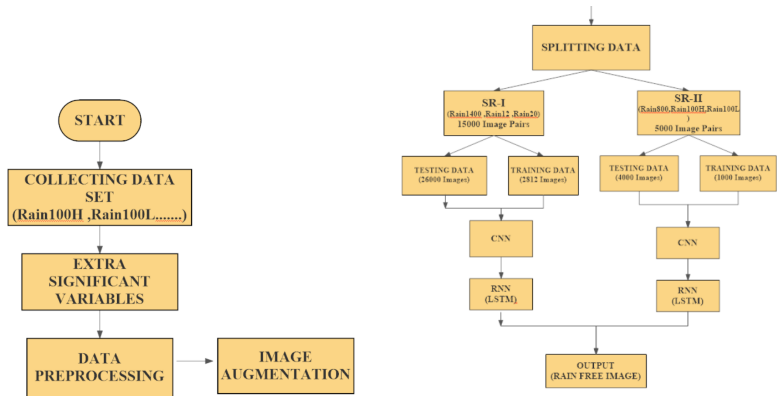 START
COLLECTING DATA
SET
(Rain100H ,Rain100L.......)
EXTRA
SIGNIFICANT
VARIABLES
DATA
PREPROCESSING
IMAGE
AUGMENTATION
SPLITTING DATA
SR-I
(Rain1400 ,Rain12 ,Rain20)
15000 Image Pairs
SR-II
(Rain800,Rain100H,Rain100L
)
5000 Image Pairs
TESTING DATA
(26000 Images)
TRAINING DATA
(2812 Images)
TESTING DATA
(4000 Images)
TRAINING DATA
(1000 Images)
CNN
CNN
RNN
(LSTM)
RNN
(LSTM)
OUTPUT
(RAIN FREE IMAGE)